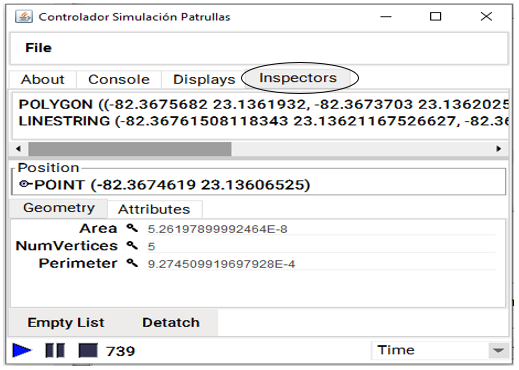 Controlador Simulación Patrullas
File
About Console Displays Inspectors
POLYGON ((-82.3675682 23.1361932, -82.3673703 23.1362025
LINESTRING (-82.36761508118343 23.13621167526627, -82.36
Position
POINT (-82.3674619 23.13606525)
Geometry Attributes
Area 5.26197899992464E-8
NumVertices 5
Perimeter 9.274509919697928E-4
Empty List Detatch
739 Time